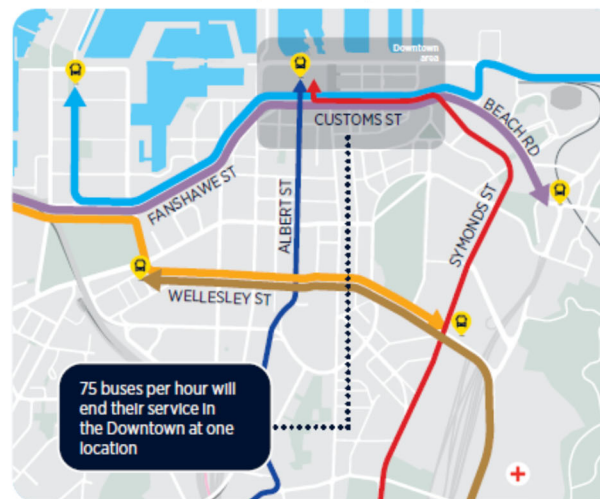 Downtown
area
CUSTOMS ST
BEACH RD
FANSHAWE ST
ALBERT ST
SYMONDS ST
WELLESLEY ST
75 buses per hour will
end their service in
the Downtown at one
location